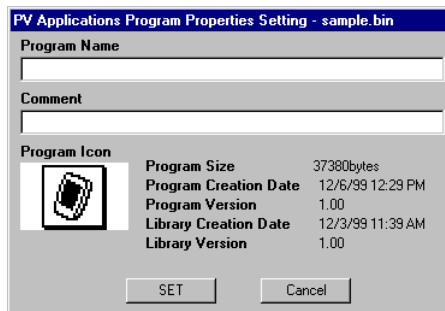 PV Applications Program Properties Setting - sample.bin
Program Name
Comment
Program Icon
Program Size 37380bytes
Program Creation Date 12/6/99 12:29 PM
Program Version 1.00
Library Creation Date 12/3/99 11:39 AM
Library Version 1.00
SET Cancel